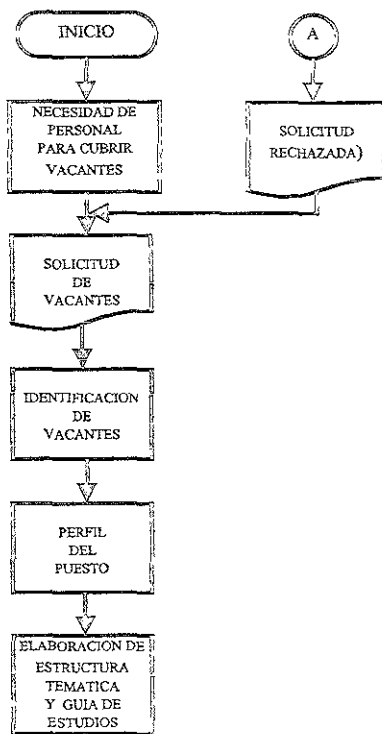 INICIO
A
NECESIDAD DE
PERSONAL
PARA CUBRIR
VACANTES
SOLICITUD
RECHAZADA)
SOLICITUD
DE
VACANTES
IDENTIFICACION
DE
VACANTES
PERFIL
DEL
PUESTO
ELABORACION DE
ESTRUCTURA
TEMATICA
Y GUIA DE
ESTUDIOS